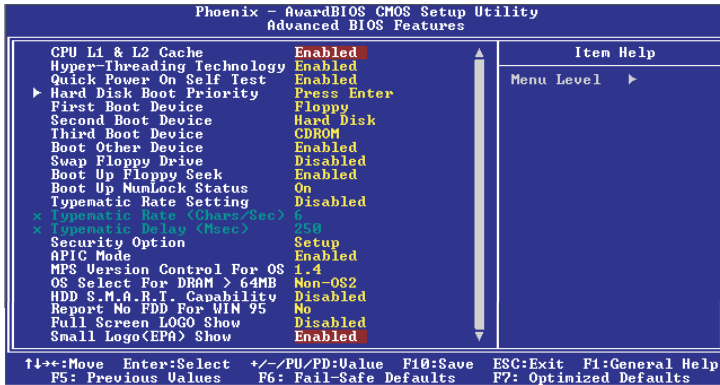 Phoenix - AwardBIOS CMOS Setup Utility
Advanced BIOS Features
CPU L1 & L2 Cache Enabled
Hyper-Threading Technology Enabled
Quick Power On Self Test Enabled
Hard Disk Boot Priority Press Enter
First Boot Device Floppy
Second Boot Device Hard Disk
Third Boot Device CDROM
Boot Other Device Enabled
Swap Floppy Drive Disabled
Boot Up Floppy Seek Enabled
Boot Up NumLock Status On
Typematic Rate Setting Disabled
x Typematic Rate (Chars/Sec) 6
x Typematic Delay (Msec) 250
Security Option Setup
APIC Mode Enabled
MPS Version Control For OS 1.4
OS Select For DRAM > 64MB Non-OS2
HDD S.M.A.R.T. Capability Disabled
Report No FDD For WIN 95 No
Full Screen LOGO Show Disabled
Small Logo(EPA) Show Enabled
Item Help
Menu Level ▶
↑↓→←:Move Enter:Select +/-/PU/PD:Value F10:Save ESC:Exit F1:General Help
F5: Previous Values F6: Fail-Safe Defaults F7: Optimized Defaults